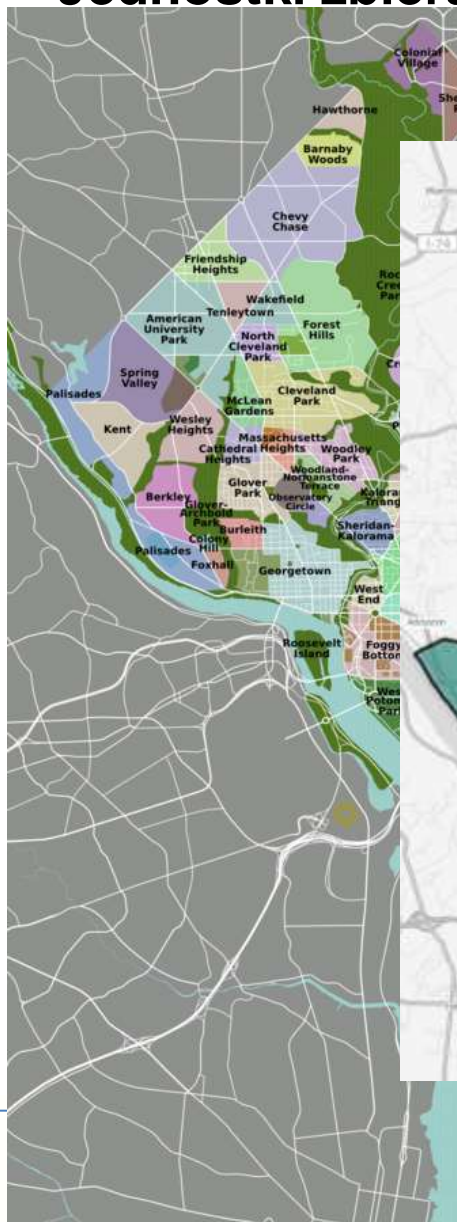 Colonial
Village
Hawthorne
Barnaby
Woods
Chevy
Chase
Friendship
Heights
Wakefield
Tenleytown
American
University
Park
Forest
Hills
North
Cleveland
Park
Spring
Valley
Palisades
Cleveland
Park
McLean
Gardens
Kent
Wesley
Heights
Massachusetts
Heights
Cathedral
Heights
Woodley
Park
Woodland-
Normanstone
Terrace
Glover
Park
Observatory
Circle
Berkley
Glover-
Archbold
Park
Burleith
Sheridan-
Kalorama
Colony
Hill
Palisades
Foxhall
Georgetown
West
End
Roosevelt
Island
Foggy
Botton